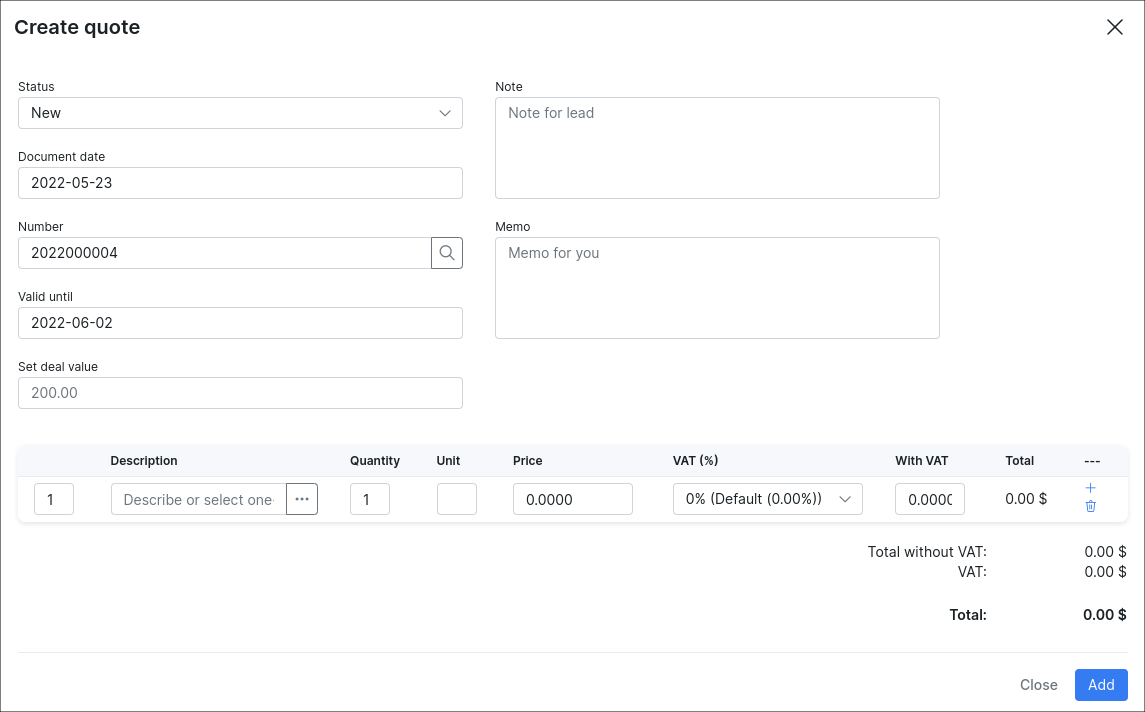 Create quote
Status
New
Document date
2022-05-23
Number
2022000004
Valid until
2022-06-02
Set deal value
200.00
Note
Note for lead
Memo
Memo for you
Description Quantity Unit Price VAT (%) With VAT Total ---
1 Describe or select one ... 1 0.0000 0% (Default (0.00%)) 0.000 0.00 $
Total without VAT: 0.00 $
VAT: 0.00 $
Total: 0.00 $
Close Add